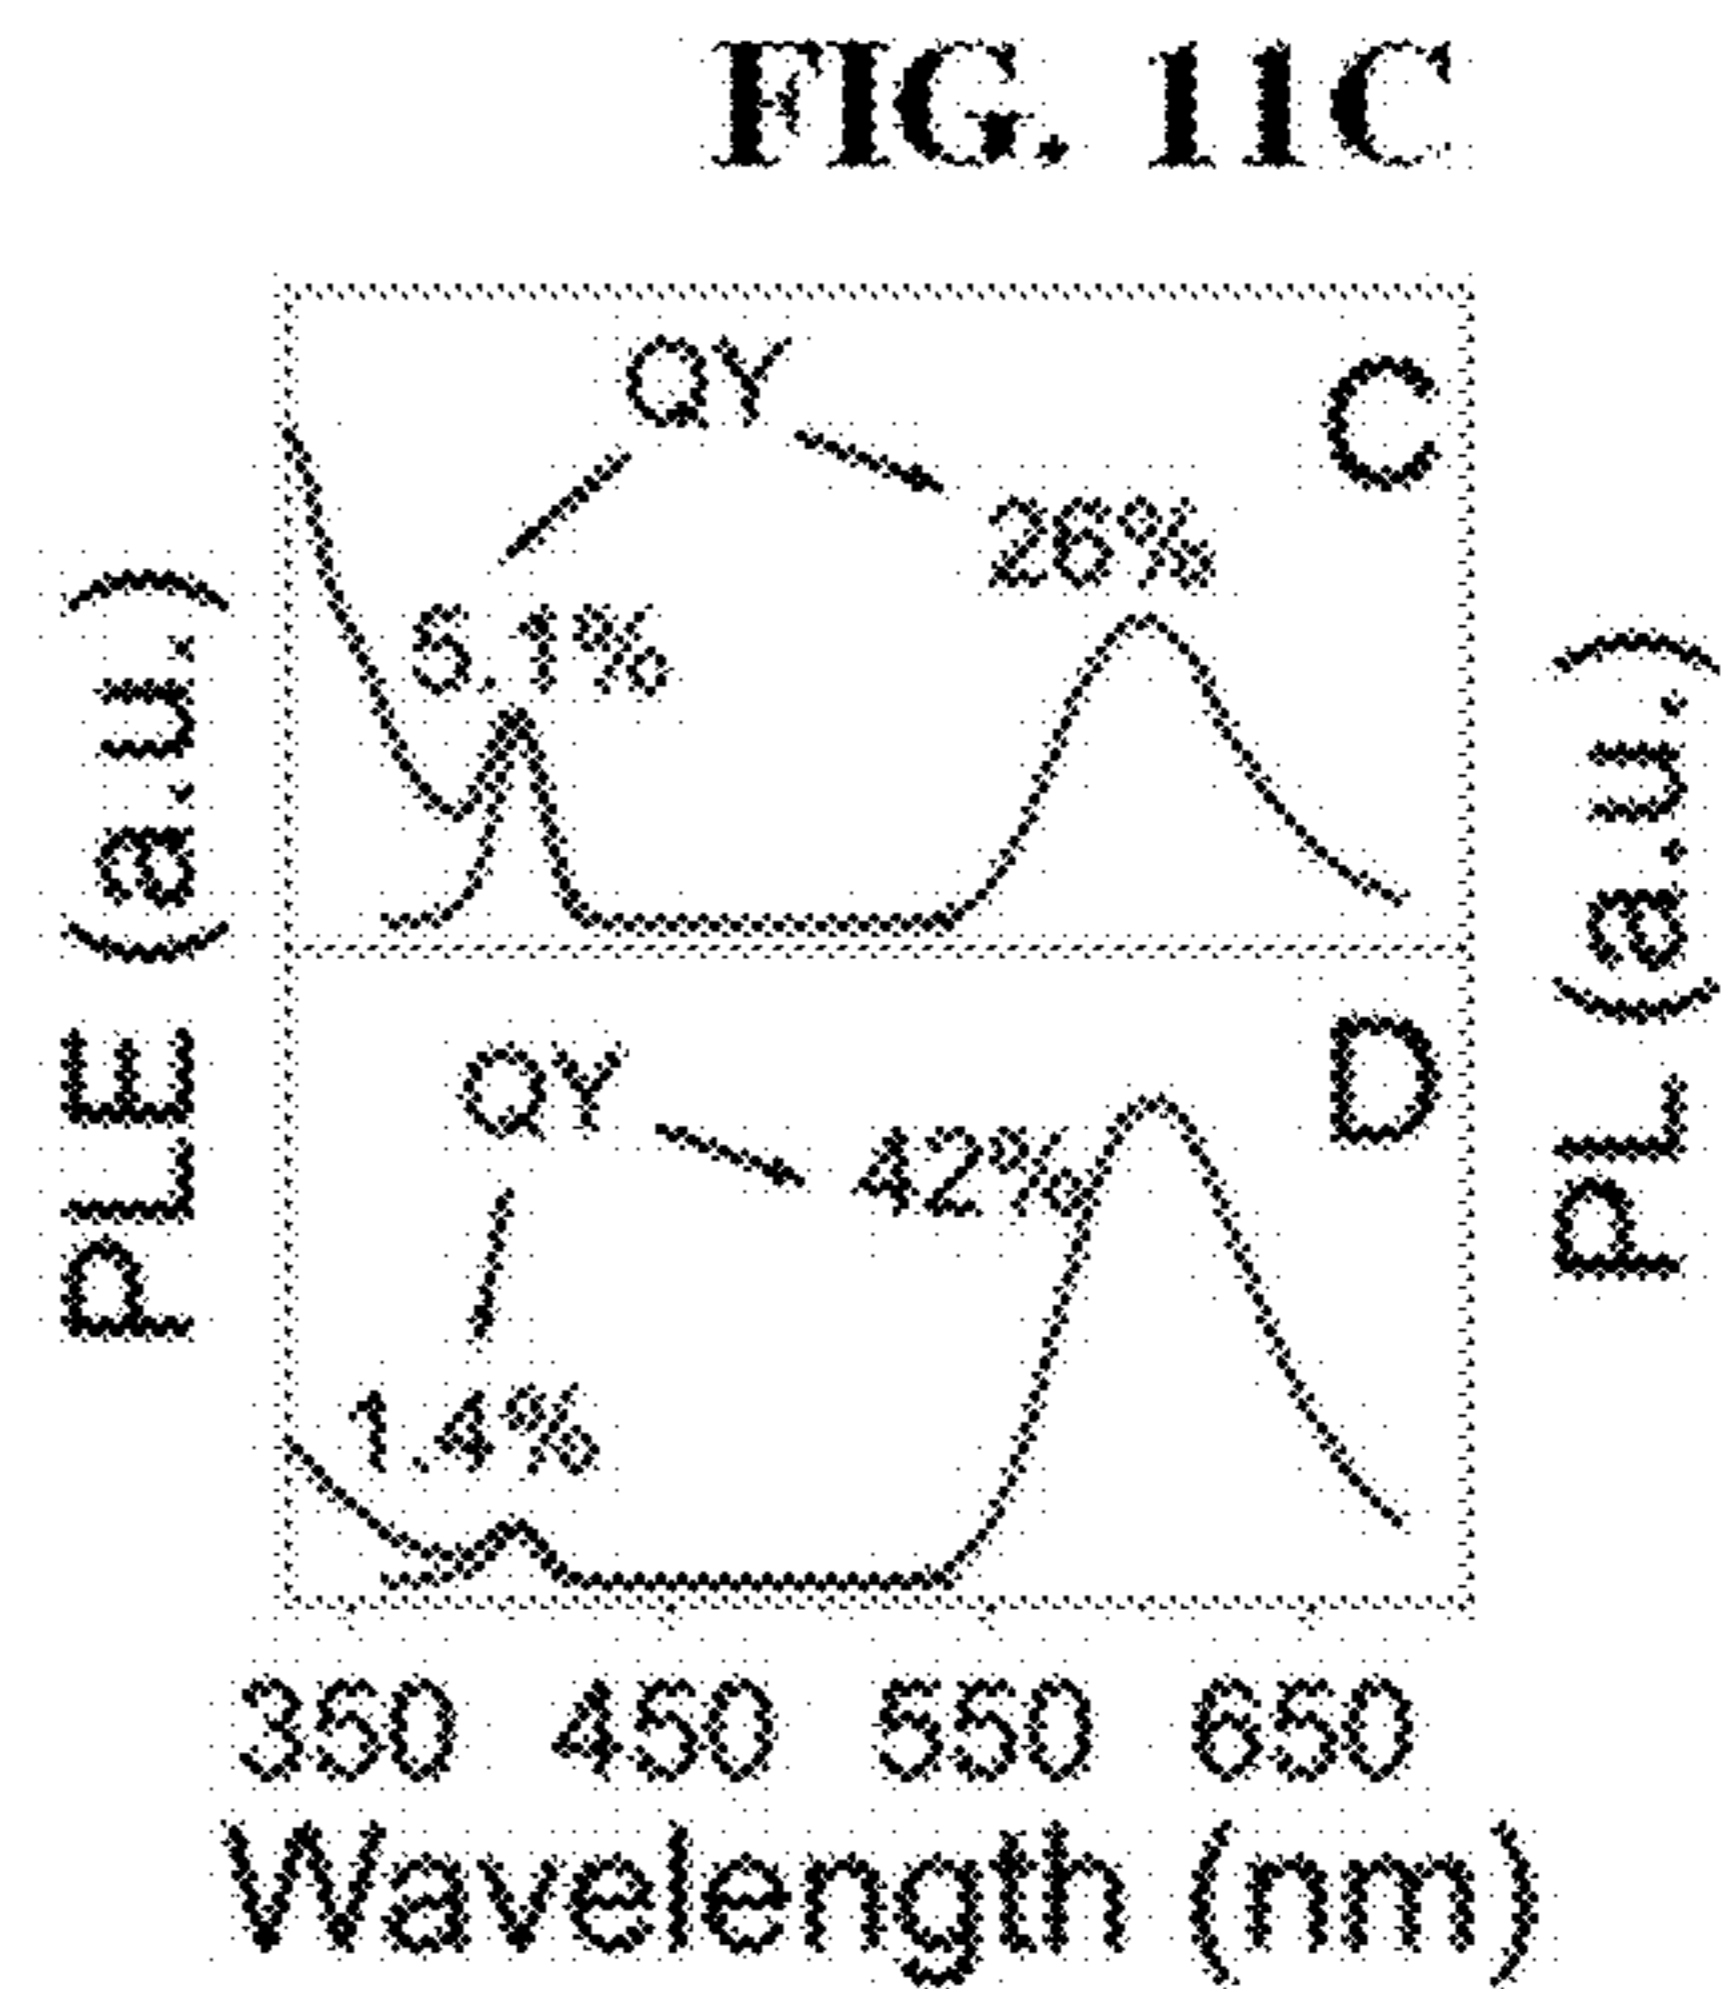 FIG. 11C
QY
C
26%
5.1%
PLE (a.u.)
PL (a.u.)
QY
D
42%
1.4%
350 450 550 650
Wavelength (nm)